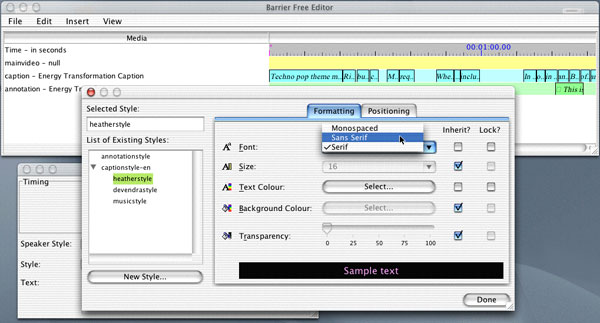 Barrier Free Editor
File Edit Insert View
Media
Time - in seconds
00:01:00.00
mainvideo - null
caption - Energy Transformation Caption
Techno pop theme m... Ri.. bu.. c.. M.. req... Whe.. inclu.. In .. o.. in .. an.. B.. of..
annotation - Energy Tr
This is
Selected Style:
heatherstyle
List of Existing Styles:
annotationstyle
captionstyle-en
heatherstyle
devendrastyle
musicstyle
New Style...
Formatting Positioning
Inherit? Lock?
Monospaced
Sans Serif
Serif
Font:
Size: 16
Text Colour: Select...
Background Colour: Select...
Transparency:
0 25 50 75 100
Sample text
Done
Timing
Speaker Style:
Style:
Text: